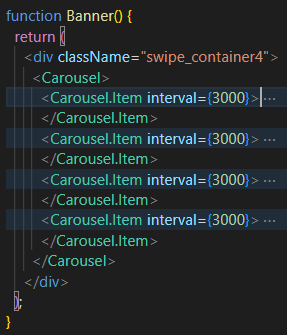 function Banner() {
return (
<div className="swipe_container4">
<Carousel>
<Carousel.Item interval={3000}>···
</Carousel.Item>
<Carousel.Item interval={3000}>···
</Carousel.Item>
<Carousel.Item interval={3000}>···
</Carousel.Item>
<Carousel.Item interval={3000}>···
</Carousel.Item>
</Carousel>
</div>
);
}